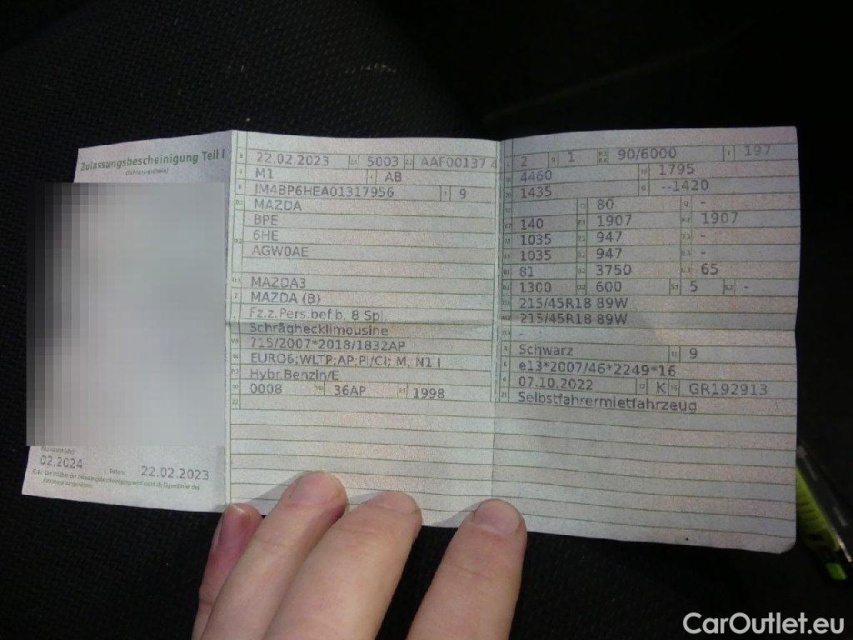 Zulassungsbescheinigung Teil I
02.2024
22.02.2023
22.02.2023 5003 AAF00137
M1 AB
JM4BP6HEA01317956 9
MAZDA
BPE
6HE
AGW0AE
MAZDA3
MAZDA (B)
Fz.z.Pers.bef.b. 8 Spl.
Schräghecklimousine
715/2007*2018/1832AP
EURO6;WLTP;AP;PI/CI; M, N1 I
Hybr.Benzin/E
0008 36AP 1998
2 1 90/6000 197
4460 1795
1435 --1420
80 -
140 1907 1907
1035 947 -
1035 947 -
81 3750 65
1300 600 5 -
215/45R18 89W
215/45R18 89W
-
Schwarz 9
e13*2007/46*2249*16
07.10.2022 K GR192913
Selbstfahrermietfahrzeug
CarOutlet.eu